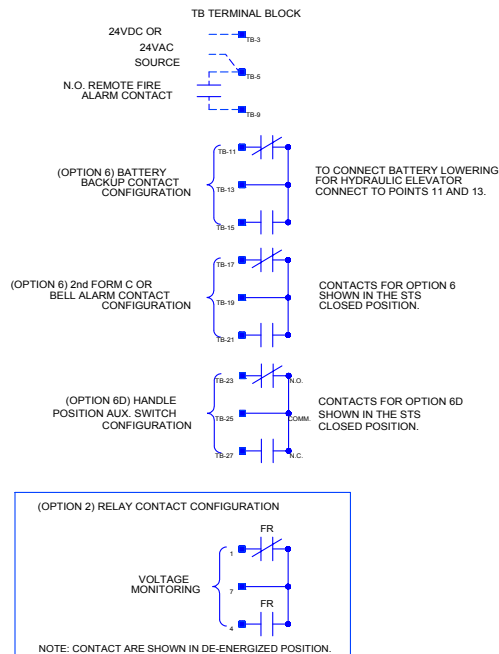 TB TERMINAL BLOCK
24VDC OR
24VAC
SOURCE
TB-3
TB-5
N.O. REMOTE FIRE
ALARM CONTACT
TB-9
TB-11
(OPTION 6) BATTERY
BACKUP CONTACT
CONFIGURATION
TB-13
TB-15
TO CONNECT BATTERY LOWERING
FOR HYDRAULIC ELEVATOR
CONNECT TO POINTS 11 AND 13.
TB-17
(OPTION 6) 2nd FORM C OR
BELL ALARM CONTACT
CONFIGURATION
TB-19
TB-21
CONTACTS FOR OPTION 6
SHOWN IN THE STS
CLOSED POSITION.
TB-23
N.O.
(OPTION 6D) HANDLE
POSITION AUX. SWITCH
CONFIGURATION
TB-25
COMM.
TB-27
N.C.
CONTACTS FOR OPTION 6D
SHOWN IN THE STS
CLOSED POSITION.
(OPTION 2) RELAY CONTACT CONFIGURATION
FR
1
VOLTAGE
MONITORING
7
FR
4
NOTE: CONTACT ARE SHOWN IN DE-ENERGIZED POSITION.